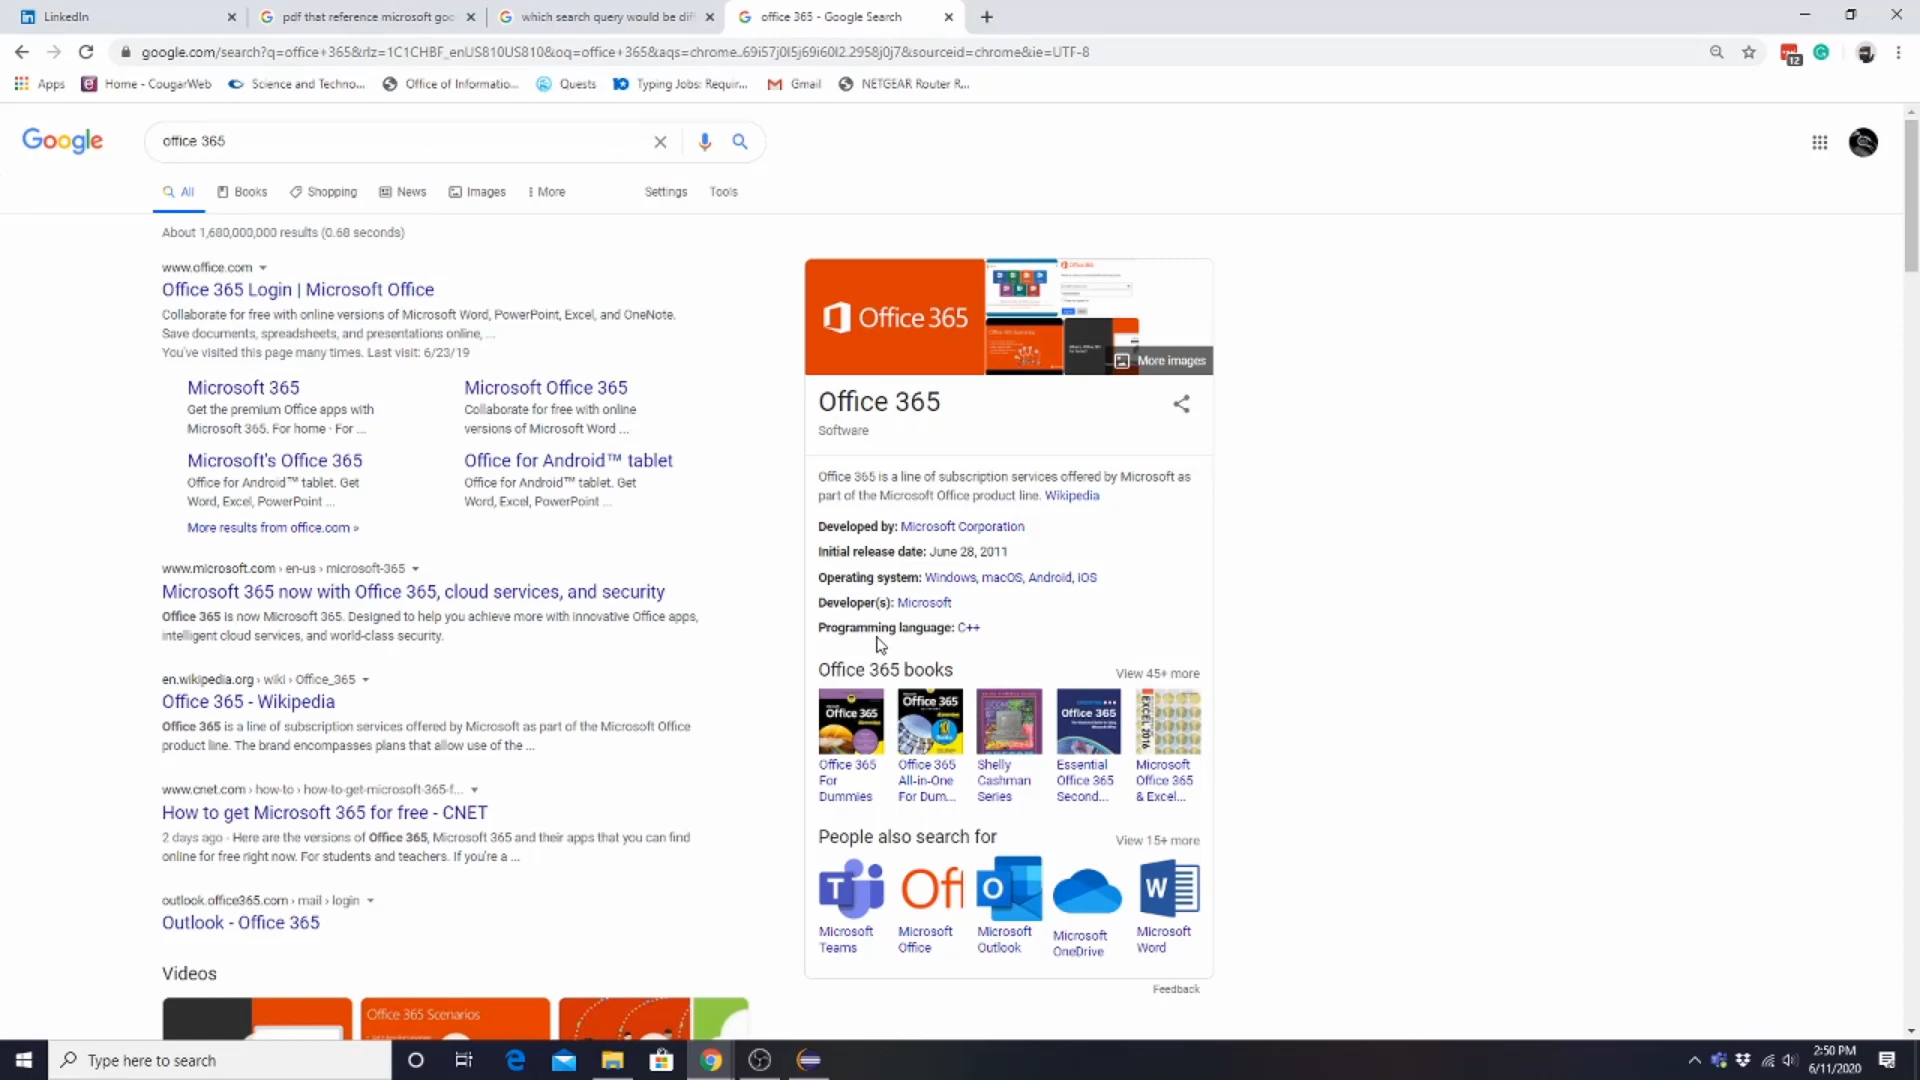 LinkedIn
pdf that reference microsoft goo
which search query would be dif
office 365 - Google Search
google.com/search?q=office+365&rlz=1C1CHBF_enUS810US810&oq=office+365&aqs=chrome..69i57j0l5j69i60l2.2958j0j7&sourceid=chrome&ie=UTF-8
12
Apps
Home - CougarWeb
Science and Techno...
Office of Informatio...
Quests
Typing Jobs: Requir...
Gmail
NETGEAR Router R...
Google
office 365
All
Books
Shopping
News
Images
More
Settings
Tools
About 1,680,000,000 results (0.68 seconds)
www.office.com
Office 365 Login | Microsoft Office
Collaborate for free with online versions of Microsoft Word, PowerPoint, Excel, and OneNote.
Save documents, spreadsheets, and presentations online, ...
You've visited this page many times. Last visit: 6/23/19
Microsoft 365
Get the premium Office apps with
Microsoft 365. For home · For ...
Microsoft Office 365
Collaborate for free with online
versions of Microsoft Word ...
Microsoft's Office 365
Office for Android™ tablet. Get
Word, Excel, PowerPoint ...
Office for Android™ tablet
Office for Android™ tablet. Get
Word, Excel, PowerPoint ...
More results from office.com »
www.microsoft.com › en-us › microsoft-365
Microsoft 365 now with Office 365, cloud services, and security
Office 365 is now Microsoft 365. Designed to help you achieve more with innovative Office apps,
intelligent cloud services, and world-class security.
en.wikipedia.org › wiki › Office_365
Office 365 - Wikipedia
Office 365 is a line of subscription services offered by Microsoft as part of the Microsoft Office
product line. The brand encompasses plans that allow use of the ...
www.cnet.com › how-to › how-to-get-microsoft-365-f...
How to get Microsoft 365 for free - CNET
2 days ago - Here are the versions of Office 365, Microsoft 365 and their apps that you can find
online for free right now. For students and teachers. If you're a ...
outlook.office365.com › mail › login
Outlook - Office 365
Videos
Office 365 Scenarios
Office 365
More images
Office 365
Software
Office 365 is a line of subscription services offered by Microsoft as
part of the Microsoft Office product line. Wikipedia
Developed by: Microsoft Corporation
Initial release date: June 28, 2011
Operating system: Windows, macOS, Android, iOS
Developer(s): Microsoft
Programming language: C++
Office 365 books
View 45+ more
Office 365
Office 365
Office 365
EXCEL 2016
Office 365
For
Dummies
Office 365
All-in-One
For Dum...
Shelly
Cashman
Series
Essential
Office 365
Second...
Microsoft
Office 365
& Excel...
People also search for
View 15+ more
T
Off
O
W
Microsoft
Teams
Microsoft
Office
Microsoft
Outlook
Microsoft
OneDrive
Microsoft
Word
Feedback
Type here to search
2:50 PM
6/11/2020